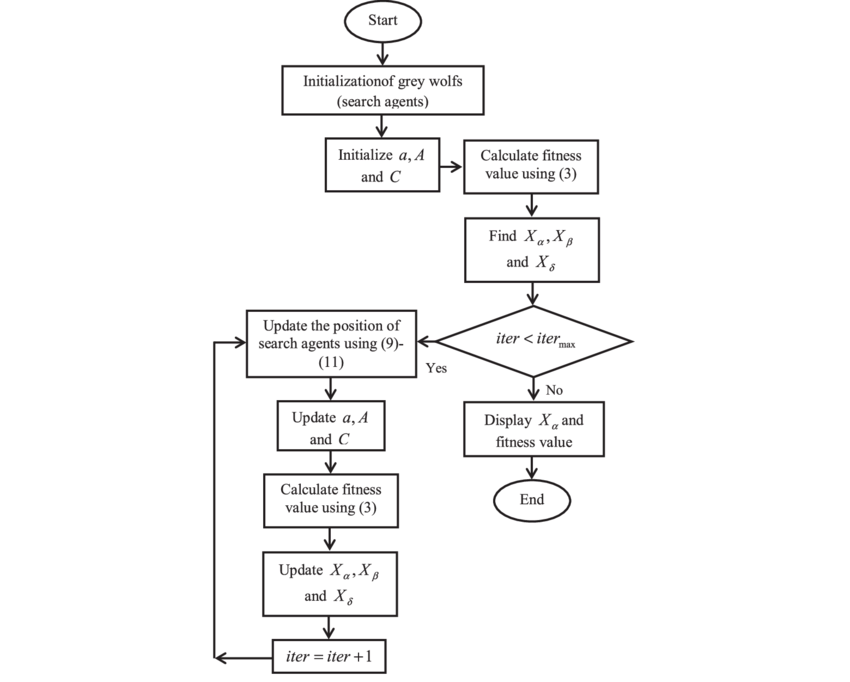 Start
Initializationof grey wolfs
(search agents)
Initialize a, A
and C
Calculate fitness
value using (3)
Find Xα, Xβ
and Xδ
iter < itermax
Yes
No
Update the position of
search agents using (9)-
(11)
Update a, A
and C
Calculate fitness
value using (3)
Update Xα, Xβ
and Xδ
iter = iter +1
Display Xα and
fitness value
End